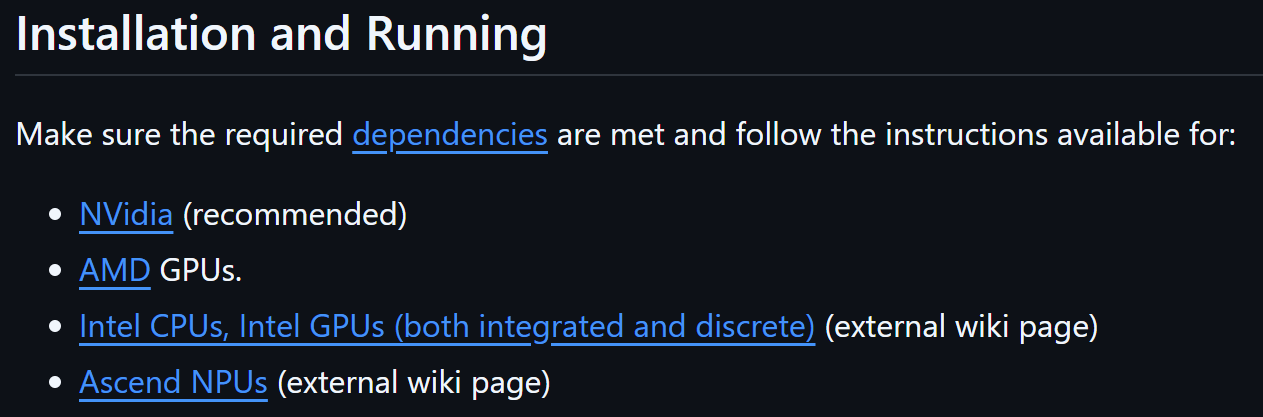 Installation and Running
Make sure the required dependencies are met and follow the instructions available for:
• NVidia (recommended)
• AMD GPUs.
• Intel CPUs, Intel GPUs (both integrated and discrete) (external wiki page)
• Ascend NPUs (external wiki page)